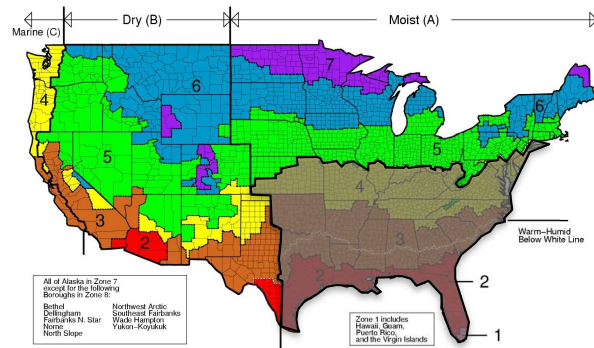 Marine (C)
Dry (B)
Moist (A)
7
6
6
4
5
5
4
3
3
2
2
2
1
Warm-Humid
Below White Line
All of Alaska in Zone 7
except for the following
Boroughs in Zone 8:
Bethel
Dellingham
Fairbanks N. Star
Nome
North Slope
Northwest Arctic
Southeast Fairbanks
Wade Hampton
Yukon-Koyukuk
Zone 1 includes
Hawaii, Guam,
Puerto Rico,
and the Virgin Islands